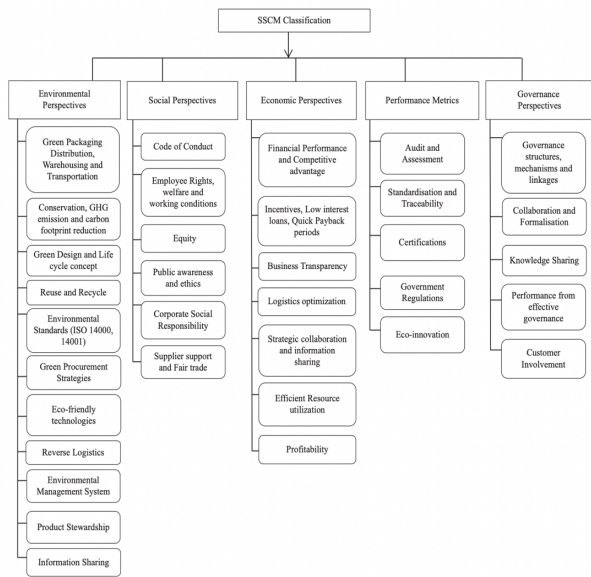 SSCM Classification
Environmental
Perspectives
Social Perspectives
Economic Perspectives
Performance Metrics
Governance
Perspectives
Green Packaging
Distribution,
Warehousing and
Transportation
Conservation, GHG
emission and carbon
footprint reduction
Green Design and Life
cycle concept
Reuse and Recycle
Environmental
Standards (ISO 14000,
14001)
Green Procurement
Strategies
Eco-friendly
technologies
Reverse Logistics
Environmental
Management System
Product Stewardship
Information Sharing
Code of Conduct
Employee Rights,
welfare and
working conditions
Equity
Public awareness
and ethics
Corporate Social
Responsibility
Supplier support
and Fair trade
Financial Performance
and Competitive
advantage
Incentives, Low interest
loans, Quick Payback
periods
Business Transparency
Logistics optimization
Strategic collaboration
and information
sharing
Efficient Resource
utilization
Profitability
Audit and
Assessment
Standardisation and
Traceability
Certifications
Government
Regulations
Eco-innovation
Governance
structures,
mechanisms and
linkages
Collaboration and
Formalisation
Knowledge Sharing
Performance from
effective
governance
Customer
Involvement